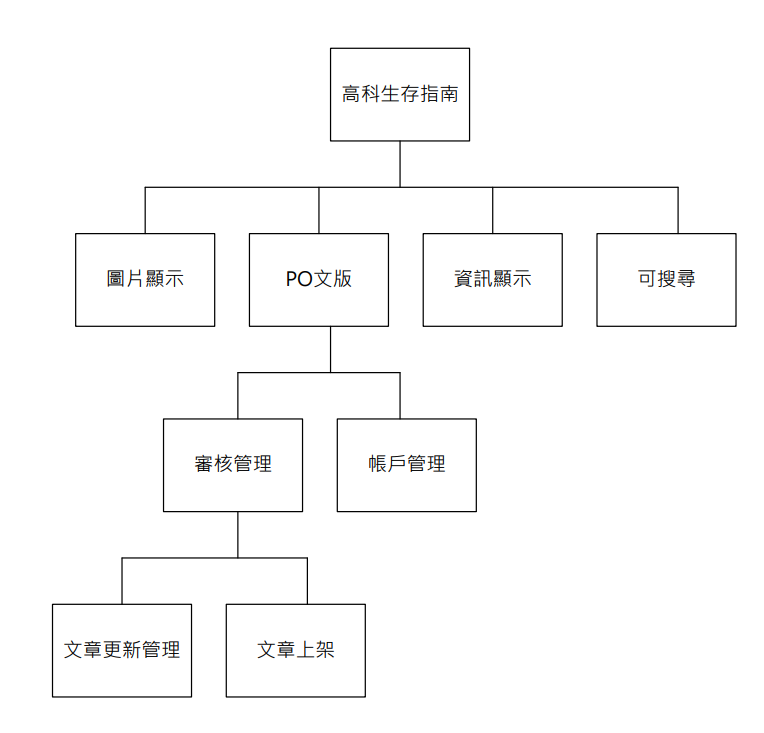 高科生存指南
圖片顯示
PO文版
資訊顯示
可搜尋
審核管理
帳戶管理
文章更新管理
文章上架